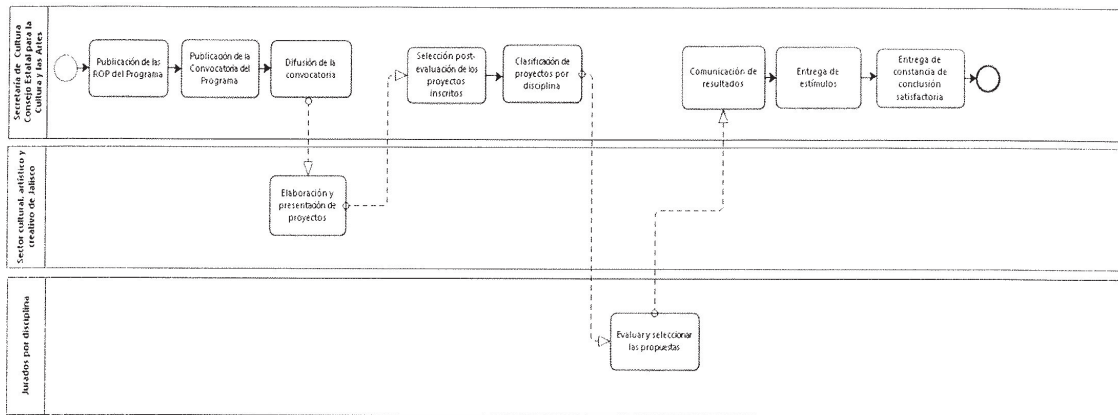 Secretaría de Cultura
Consejo Estatal para la
Cultura y las Artes
Publicación de las
ROP del Programa
Publicación de la
Convocatoria del
Programa
Difusión de la
convocatoria
Selección post-
evaluación de los
proyectos
inscritos
Clasificación de
proyectos por
disciplina
Comunicación de
resultados
Entrega de
estímulos
Entrega de
constancia de
conclusión
satisfactoria
Sector cultural, artístico y
creativo de Jalisco
Elaboración y
presentación de
proyectos
Jurados por disciplina
Evaluar y seleccionar
las propuestas